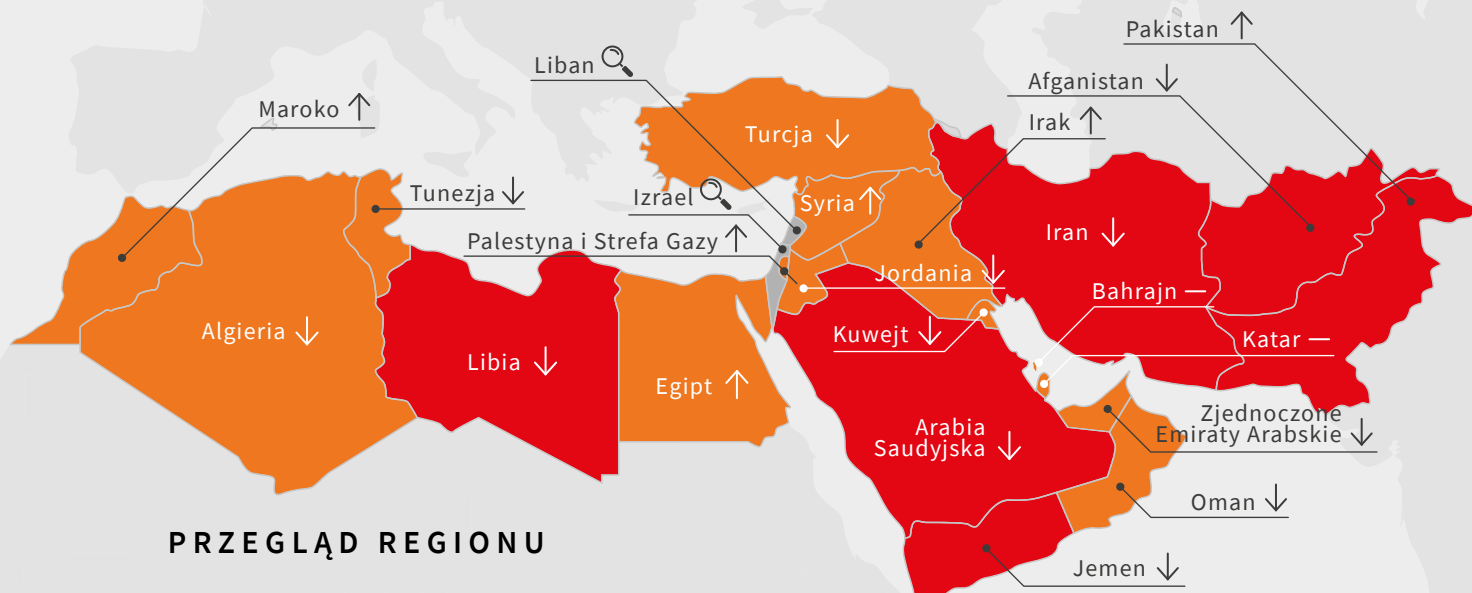 Pakistan ↑
Liban
Afganistan ↓
Maroko ↑
Irak ↑
Turcja ↓
Tunezja ↓
Izrael
Syria ↑
Palestyna i Strefa Gazy ↑
Iran ↓
Jordania ↓
Bahrajn –
Algieria ↓
Kuwejt ↓
Katar –
Libia ↓
Egipt ↑
Arabia
Saudyjska ↓
Zjednoczone
Emiraty Arabskie ↓
Oman ↓
PRZEGLĄD REGIONU
Jemen ↓